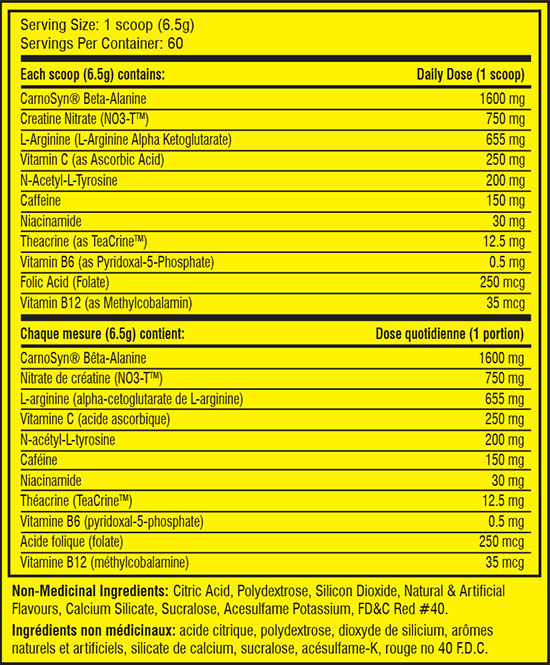 Serving Size: 1 scoop (6.5g)
Servings Per Container: 60
Each scoop (6.5g) contains: Daily Dose (1 scoop)
CarnoSyn® Beta-Alanine 1600 mg
Creatine Nitrate (NO3-T™) 750 mg
L-Arginine (L-Arginine Alpha Ketoglutarate) 655 mg
Vitamin C (as Ascorbic Acid) 250 mg
N-Acetyl-L-Tyrosine 200 mg
Caffeine 150 mg
Niacinamide 30 mg
Theacrine (as TeaCrine™) 12.5 mg
Vitamin B6 (as Pyridoxal-5-Phosphate) 0.5 mg
Folic Acid (Folate) 250 mcg
Vitamin B12 (as Methylcobalamin) 35 mcg
Chaque mesure (6.5g) contient: Dose quotidienne (1 portion)
CarnoSyn® Bêta-Alanine 1600 mg
Nitrate de créatine (NO3-T™) 750 mg
L-arginine (alpha-cetoglutarate de L-arginine) 655 mg
Vitamine C (acide ascorbique) 250 mg
N-acétyl-L-tyrosine 200 mg
Caféine 150 mg
Niacinamide 30 mg
Théacrine (TeaCrine™) 12.5 mg
Vitamine B6 (pyridoxal-5-phosphate) 0.5 mg
Acide folique (folate) 250 mcg
Vitamine B12 (méthylcobalamine) 35 mcg
Non-Medicinal Ingredients: Citric Acid, Polydextrose, Silicon Dioxide, Natural & Artificial
Flavours, Calcium Silicate, Sucralose, Acesulfame Potassium, FD&C Red #40.
Ingrédients non médicinaux: acide citrique, polydextrose, dioxyde de silicium, arômes
naturels et artificiels, silicate de calcium, sucralose, acésulfame-K, rouge no 40 F.D.C.